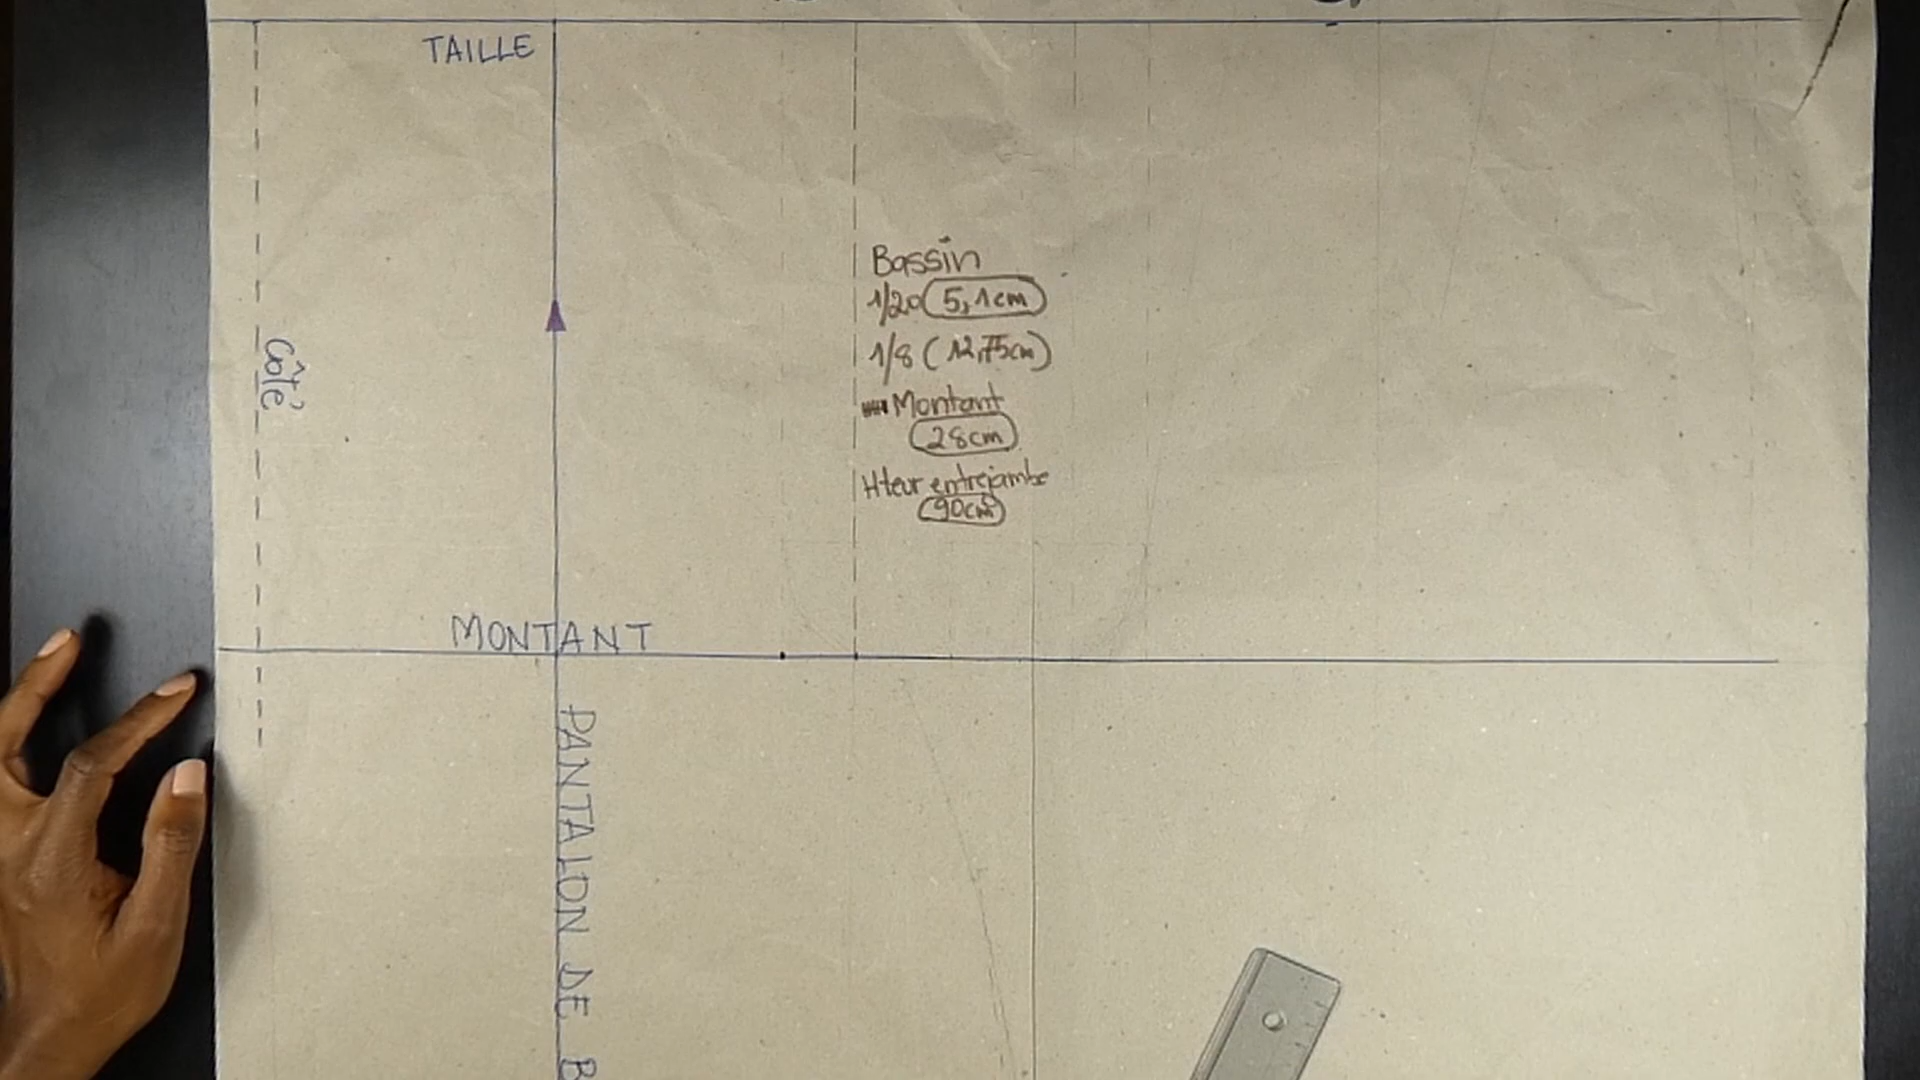 TAILLE
Bassin
1/20 5,1cm
1/8 (12,75cm)
Montant
28cm
Hteur entrejambe
90cm
Côté
MONTANT
PANTALON DE B